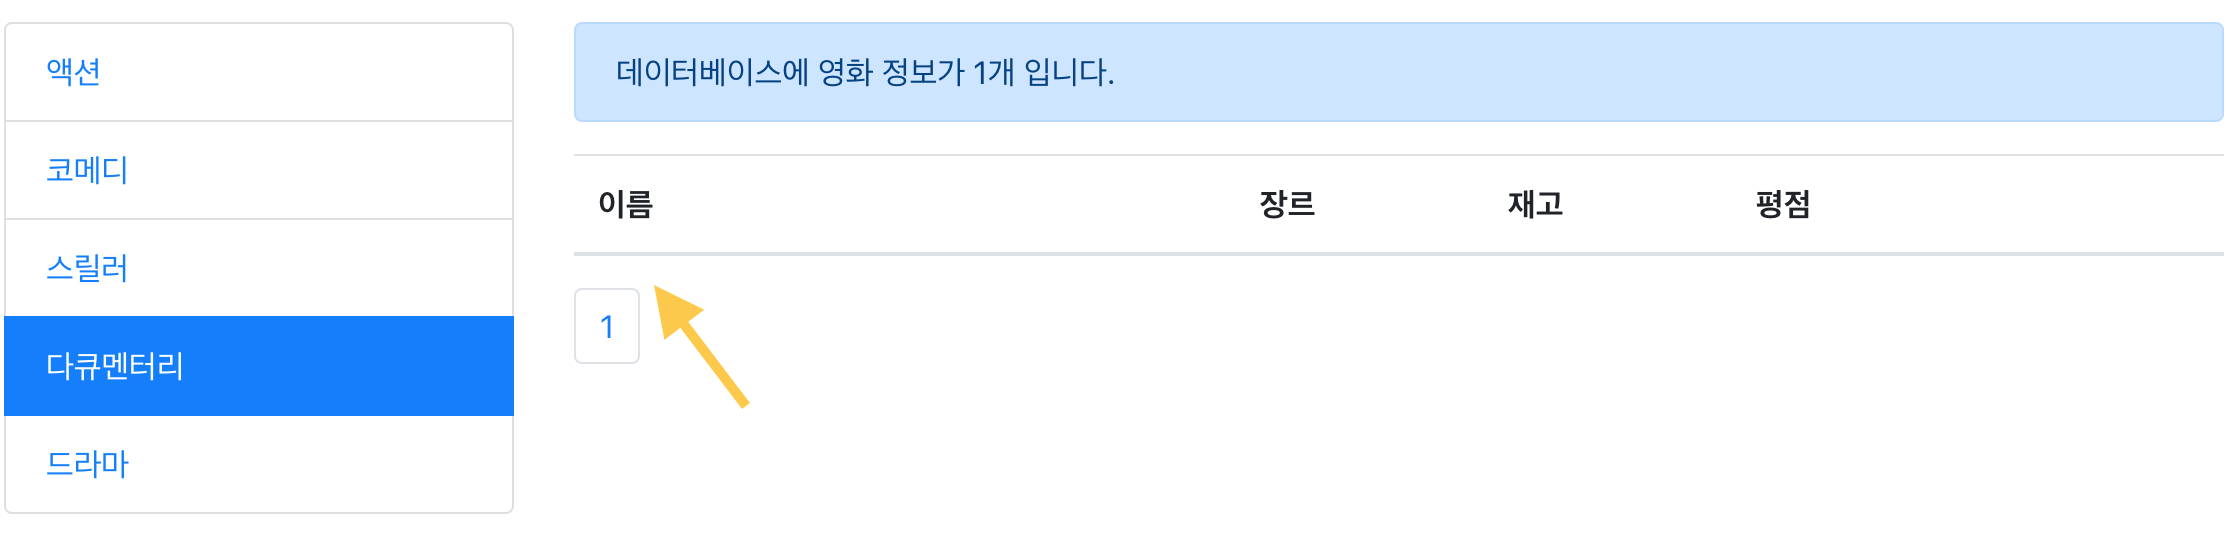 액션
코메디
스릴러
다큐멘터리
드라마
데이터베이스에 영화 정보가 1개 입니다.
이름 장르 재고 평점
1